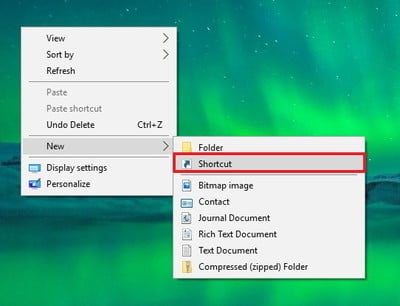 View
Sort by
Refresh
Paste
Paste shortcut
Undo Delete Ctrl+Z
New
Display settings
Personalize
Folder
Shortcut
Bitmap image
Contact
Journal Document
Rich Text Document
Text Document
Compressed (zipped) Folder